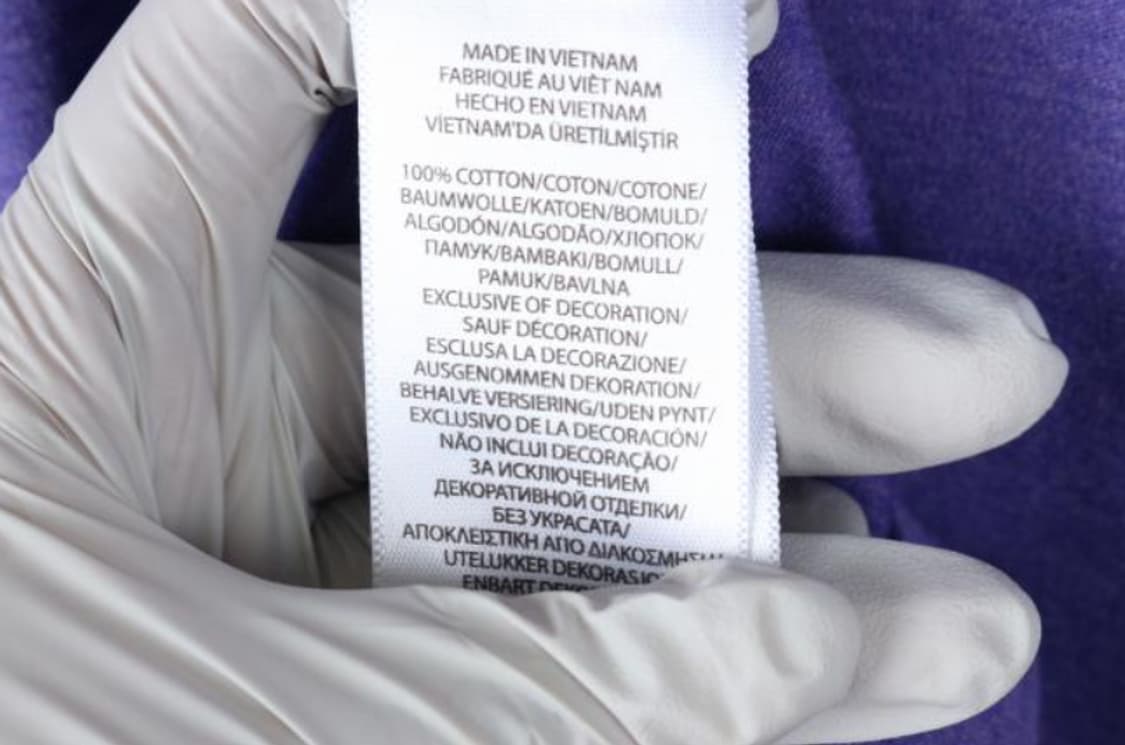 MADE IN VIETNAM
FABRIQUÉ AU VIÊT NAM
HECHO EN VIETNAM
VİETNAM'DA ÜRETİLMİŞTİR
100% COTTON/COTON/COTONE/
BAUMWOLLE/KATOEN/BOMULD/
ALGODÓN/ALGODÃO/ХЛОПОК/
ПАМУК/BAMBAKI/BOMULL/
PAMUK/BAVLNA
EXCLUSIVE OF DECORATION/
SAUF DÉCORATION/
ESCLUSA LA DECORAZIONE/
AUSGENOMMEN DEKORATION/
BEHALVE VERSIERING/UDEN PYNT/
EXCLUSIVO DE LA DECORACIÓN/
NÃO INCLUI DECORAÇÃO/
ЗА ИСКЛЮЧЕНИЕМ
ДЕКОРАТИВНОЙ ОТДЕЛКИ/
БЕЗ УКРАСАТА/
ΑΠΟΚΛΕΙΣΤΙΚΗ ΑΠΟ
UTELUKKER
ENBART